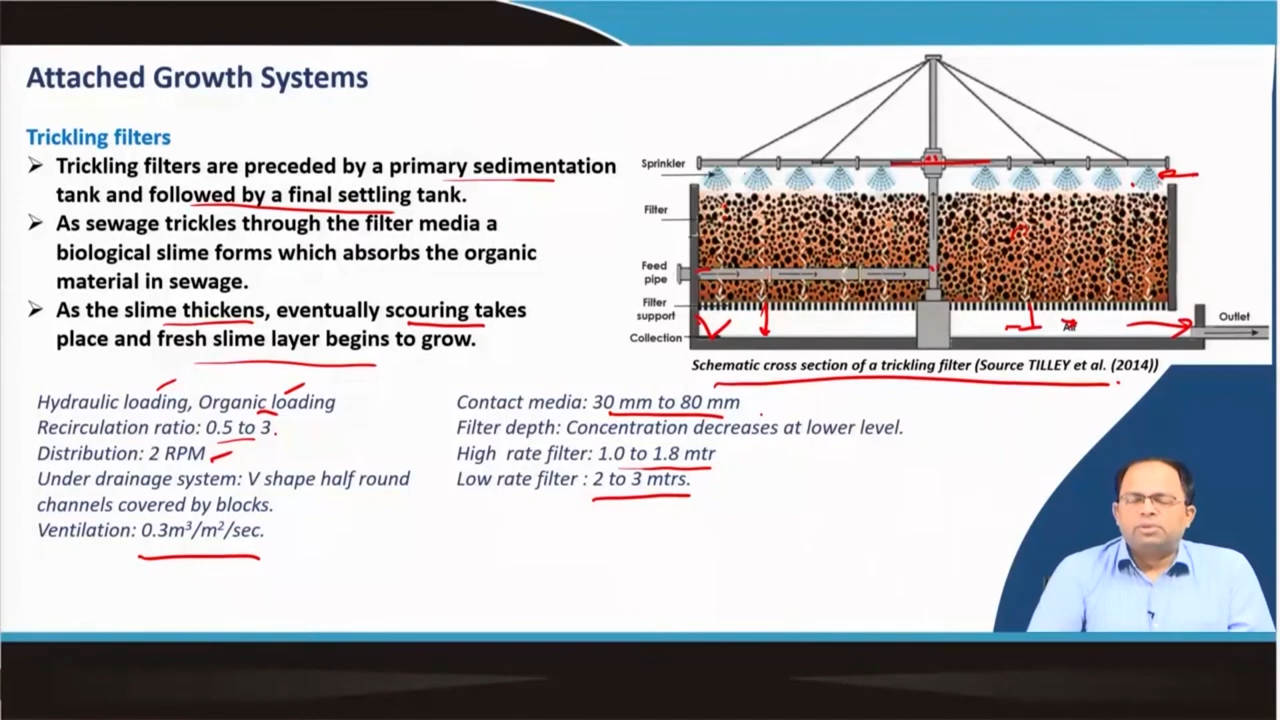 Attached Growth Systems
Trickling filters
➢ Trickling filters are preceded by a primary sedimentation
tank and followed by a final settling tank.
➢ As sewage trickles through the filter media a
biological slime forms which absorbs the organic
material in sewage.
➢ As the slime thickens, eventually scouring takes
place and fresh slime layer begins to grow.
Sprinkler
Filter
Feed
pipe
Filter
support
Collection
Air
Outlet
Schematic cross section of a trickling filter (Source TILLEY et al. (2014))
Hydraulic loading, Organic loading
Recirculation ratio: 0.5 to 3.
Distribution: 2 RPM
Under drainage system: V shape half round
channels covered by blocks.
Ventilation: 0.3m³/m²/sec.
Contact media: 30 mm to 80 mm
Filter depth: Concentration decreases at lower level.
High rate filter: 1.0 to 1.8 mtr
Low rate filter : 2 to 3 mtrs.